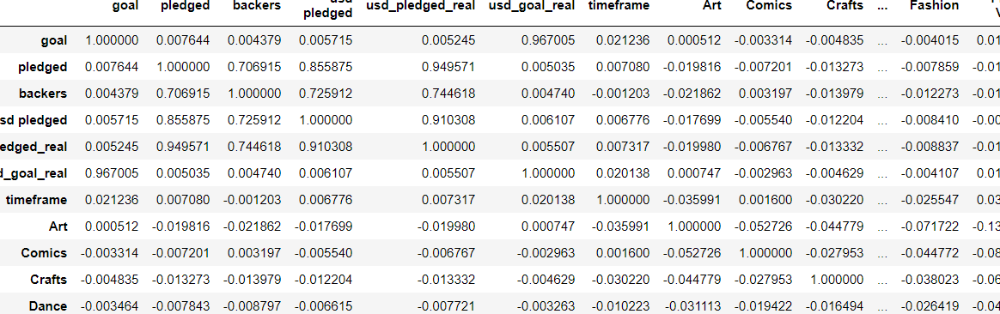 goal pledged backers pledged usd_pledged_real usd_goal_real timeframe Art Comics Crafts ... Fashion
goal 1.000000 0.007644 0.004379 0.005715 0.005245 0.967005 0.021236 0.000512 -0.003314 -0.004835 ... -0.004015 0.01
pledged 0.007644 1.000000 0.706915 0.855875 0.949571 0.005035 0.007080 -0.019816 -0.007201 -0.013273 ... -0.007859 -0.01
backers 0.004379 0.706915 1.000000 0.725912 0.744618 0.004740 -0.001203 -0.021862 0.003197 -0.013979 ... -0.012273 -0.01
sd pledged 0.005715 0.855875 0.725912 1.000000 0.910308 0.006107 0.006776 -0.017699 -0.005540 -0.012204 ... -0.008410 -0.00
edged_real 0.005245 0.949571 0.744618 0.910308 1.000000 0.005507 0.007317 -0.019980 -0.006767 -0.013332 ... -0.008837 -0.01
d_goal_real 0.967005 0.005035 0.004740 0.006107 0.005507 1.000000 0.020138 0.000747 -0.002963 -0.004629 ... -0.004107 0.01
timeframe 0.021236 0.007080 -0.001203 0.006776 0.007317 0.020138 1.000000 -0.035991 0.001600 -0.030220 ... -0.025547 0.03
Art 0.000512 -0.019816 -0.021862 -0.017699 -0.019980 0.000747 -0.035991 1.000000 -0.052726 -0.044779 ... -0.071722 -0.13
Comics -0.003314 -0.007201 0.003197 -0.005540 -0.006767 -0.002963 0.001600 -0.052726 1.000000 -0.027953 ... -0.044772 -0.08
Crafts -0.004835 -0.013273 -0.013979 -0.012204 -0.013332 -0.004629 -0.030220 -0.044779 -0.027953 1.000000 ... -0.038023 -0.06
Dance -0.003464 -0.007843 -0.008797 -0.006615 -0.007721 -0.003263 -0.010223 -0.031113 -0.019422 -0.016494 ... -0.026419 -0.04